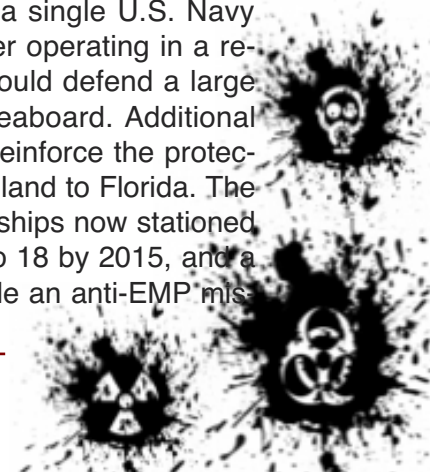 a single U.S. Navy
er operating in a re-
ould defend a large
eaboard. Additional
einforce the protec-
land to Florida. The
ships now stationed
o 18 by 2015, and a
le an anti-EMP mis-